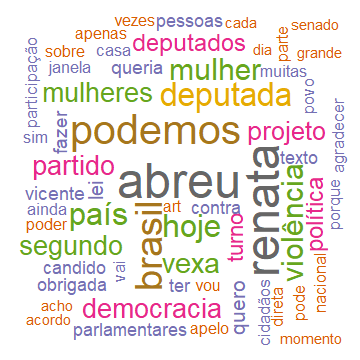 vezes pessoas cada senado
apenas deputados dia parte
sobre casa grande
participação janela queria mulher muitas
mulheres deputada povo
sim fazer podemos projeto agradecer
partido abreu renata texto porque
vicente lei violência política
ainda país brasil art contra
poder hoje turno
segundo vexa cidadãos nacional
candido vai ter vou quero direta pode
obrigada
acho democracia apelo
acordo parlamentares momento